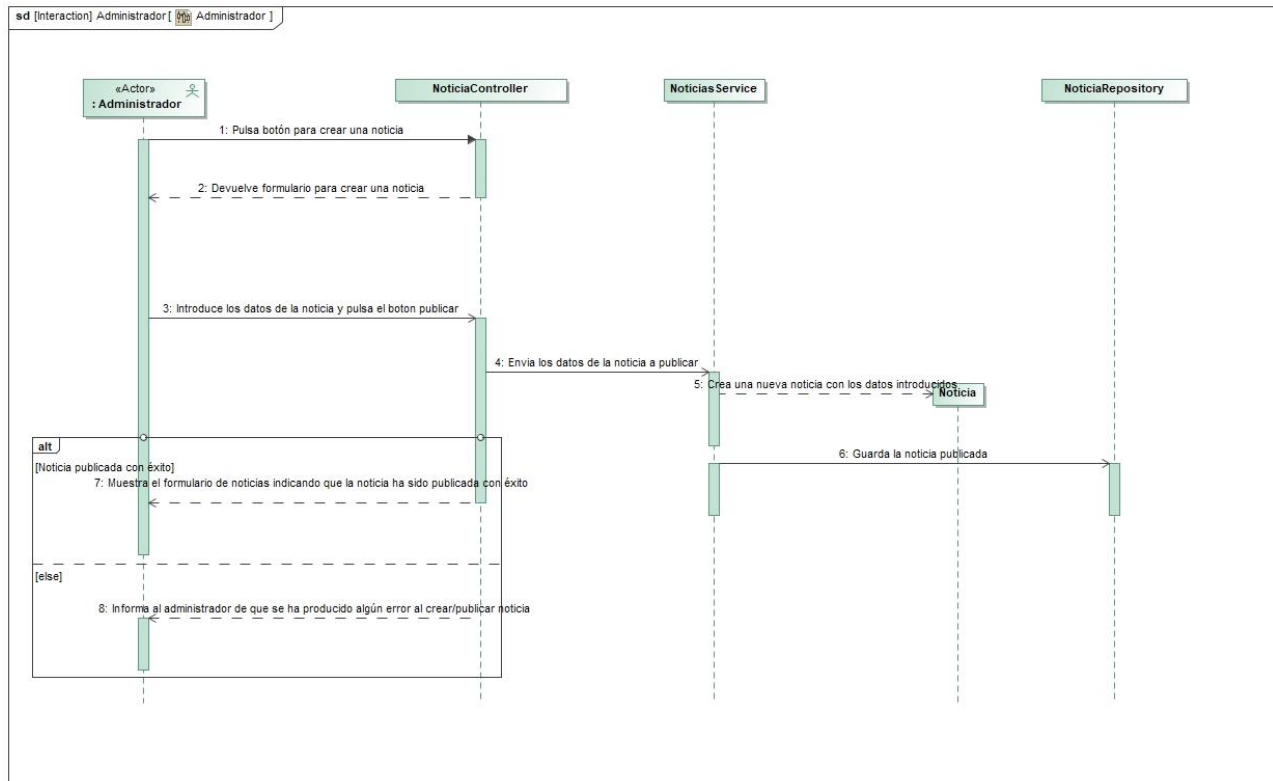 sd [Interaction] Administrador [ Administrador ]
«Actor»
: Administrador
NoticiaController
NoticiasService
NoticiaRepository
1: Pulsa botón para crear una noticia
2: Devuelve formulario para crear una noticia
3: Introduce los datos de la noticia y pulsa el boton publicar
4: Envia los datos de la noticia a publicar
5: Crea una nueva noticia con los datos introducidos
Noticia
alt
[Noticia publicada con éxito]
6: Guarda la noticia publicada
7: Muestra el formulario de noticias indicando que la noticia ha sido publicada con éxito
[else]
8: Informa al administrador de que se ha producido algún error al crear/publicar noticia